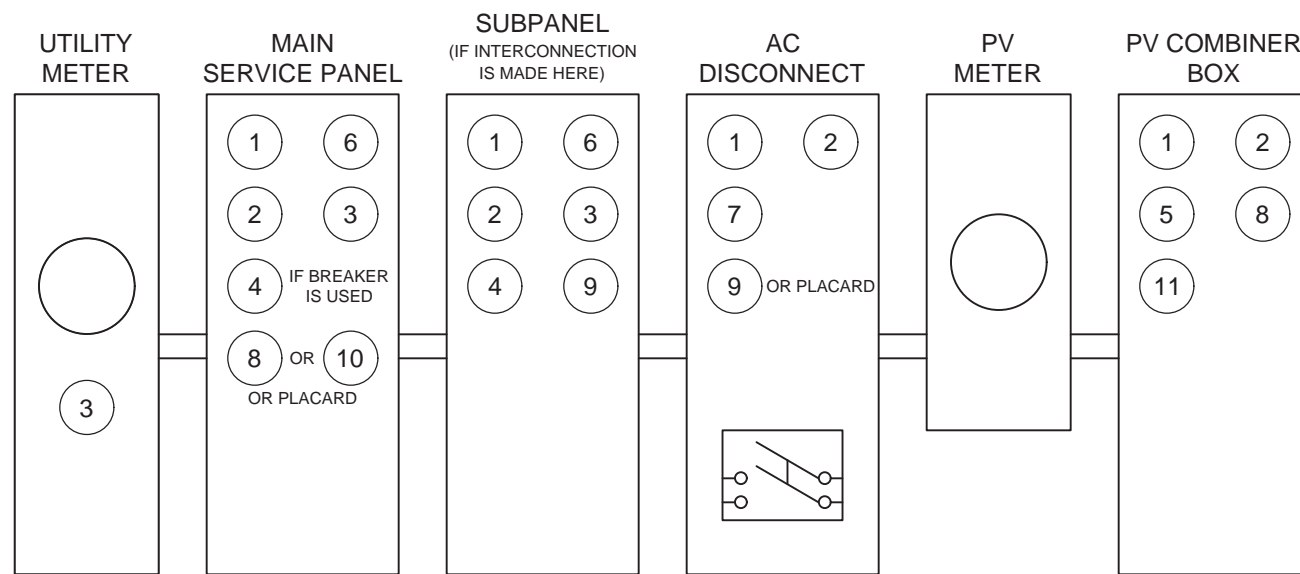 UTILITY
METER
3
MAIN
SERVICE PANEL
1 6
2 3
4 IF BREAKER
IS USED
8 OR 10
OR PLACARD
SUBPANEL
(IF INTERCONNECTION
IS MADE HERE)
1 6
2 3
4 9
AC
DISCONNECT
1 2
7
9 OR PLACARD
PV
METER
PV COMBINER
BOX
1 2
5 8
11